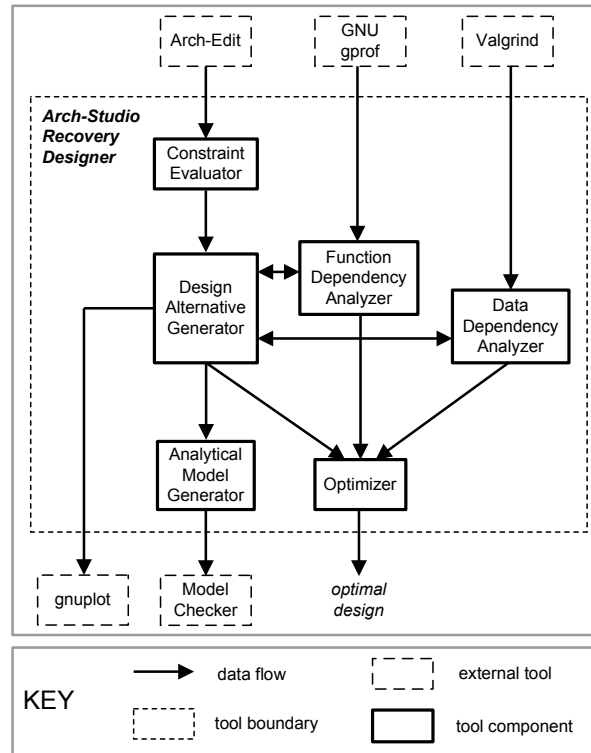 Arch-Edit
GNU
gprof
Valgrind
Arch-Studio
Recovery
Designer
Constraint
Evaluator
Design
Alternative
Generator
Function
Dependency
Analyzer
Data
Dependency
Analyzer
Analytical
Model
Generator
Optimizer
gnuplot
Model
Checker
optimal
design
KEY
data flow
external tool
tool boundary
tool component